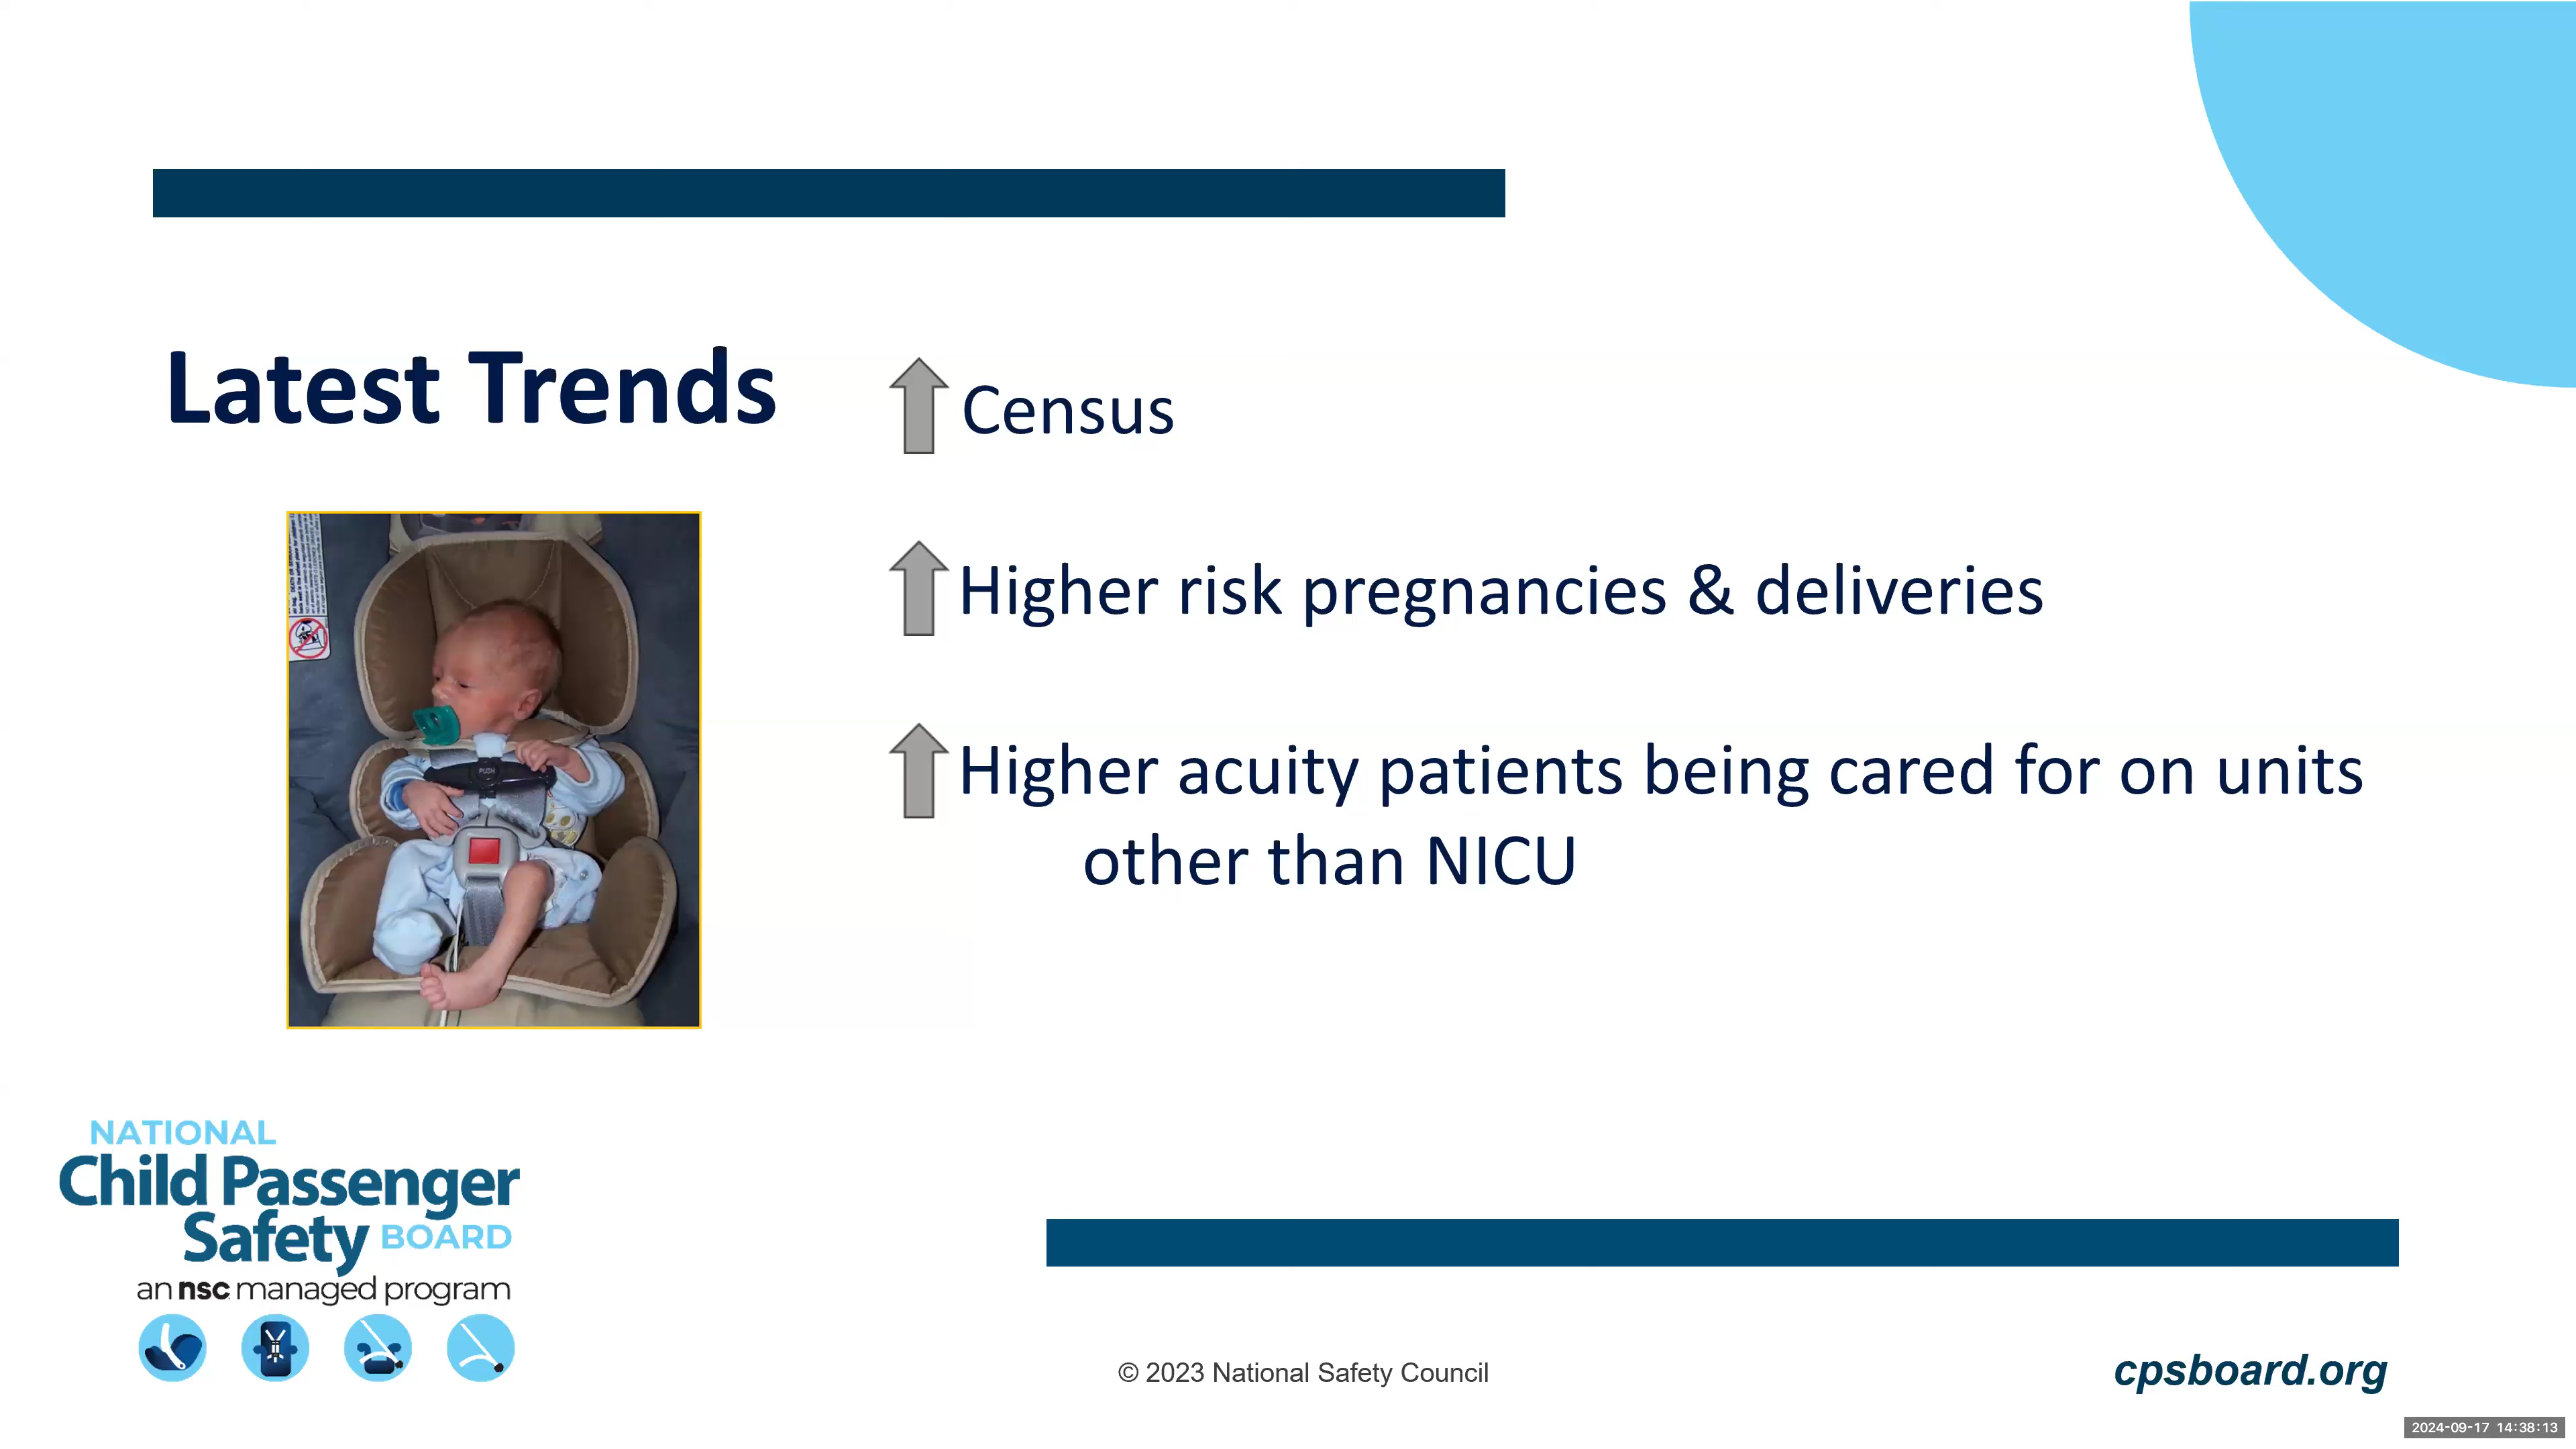 Latest Trends
Census
Higher risk pregnancies & deliveries
Higher acuity patients being cared for on units
other than NICU
PUSH
NATIONAL
Child Passenger
Safety BOARD
an nsc managed program
© 2023 National Safety Council
cpsboard.org
2024-09-17 14:38:13